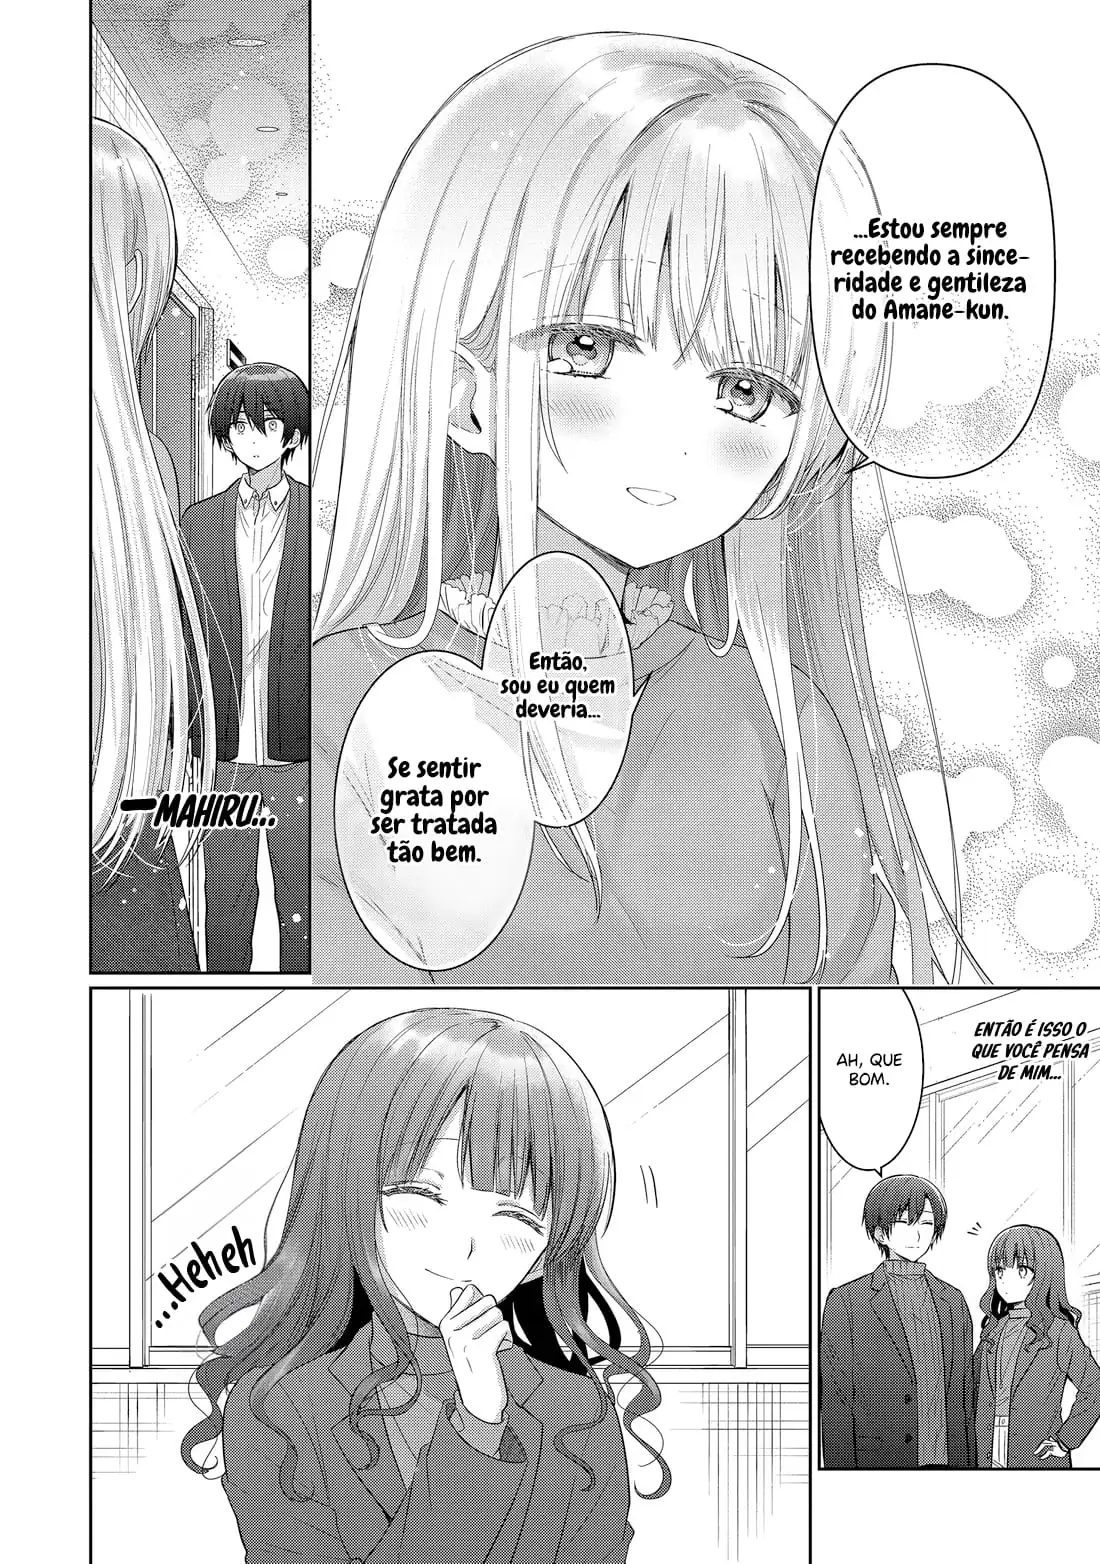 ...Estou sempre
recebendo a since-
ridade e gentileza
do Amane-kun.
Então,
sou eu quem
deveria...
Se sentir
grata por
ser tratada
tão bem.
—MAHIRU...
ENTÃO É ISSO O
QUE VOCÊ PENSA
DE MIM...
AH, QUE
BOM.
...Heheh